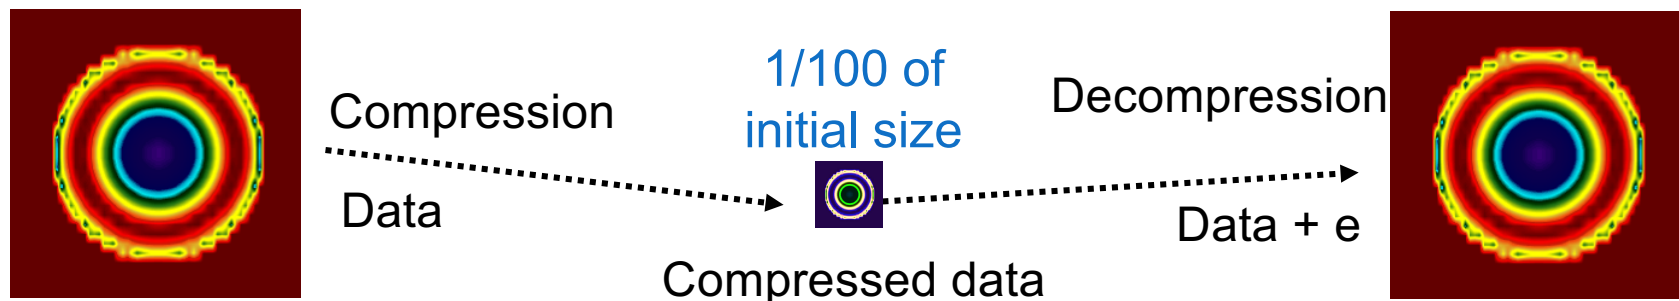 Compression
Data
1/100 of
initial size
Compressed data
Decompression
Data + e